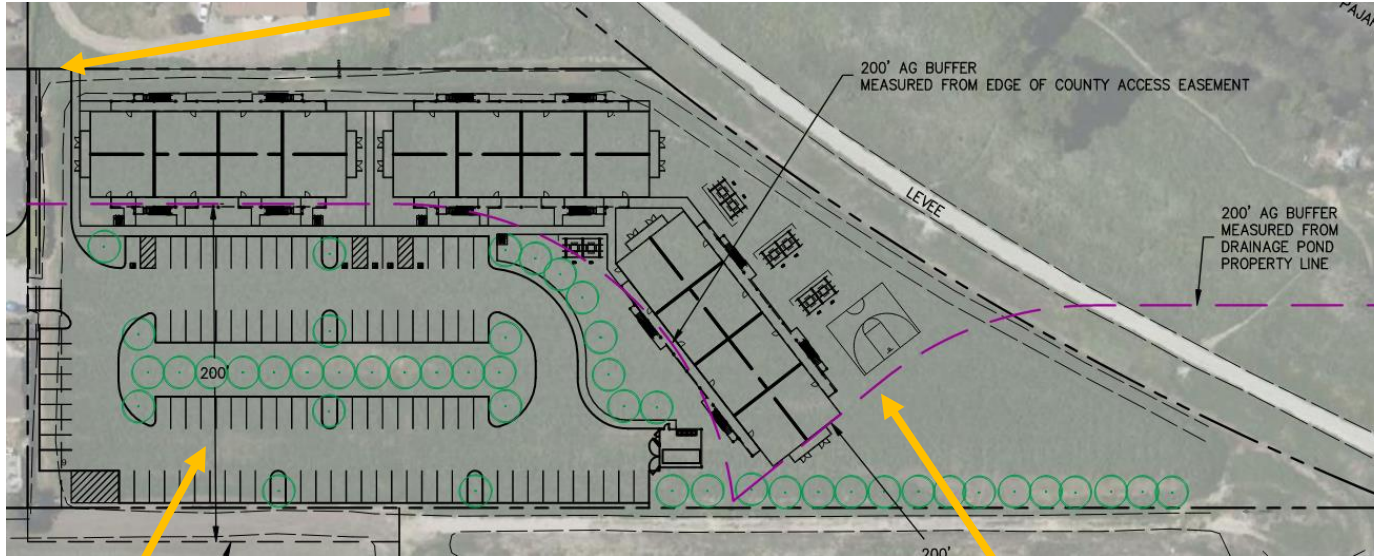 PAJAR
200' AG BUFFER
MEASURED FROM EDGE OF COUNTY ACCESS EASEMENT
LEVEE
200' AG BUFFER
MEASURED FROM
DRAINAGE POND
PROPERTY LINE
200'
200'